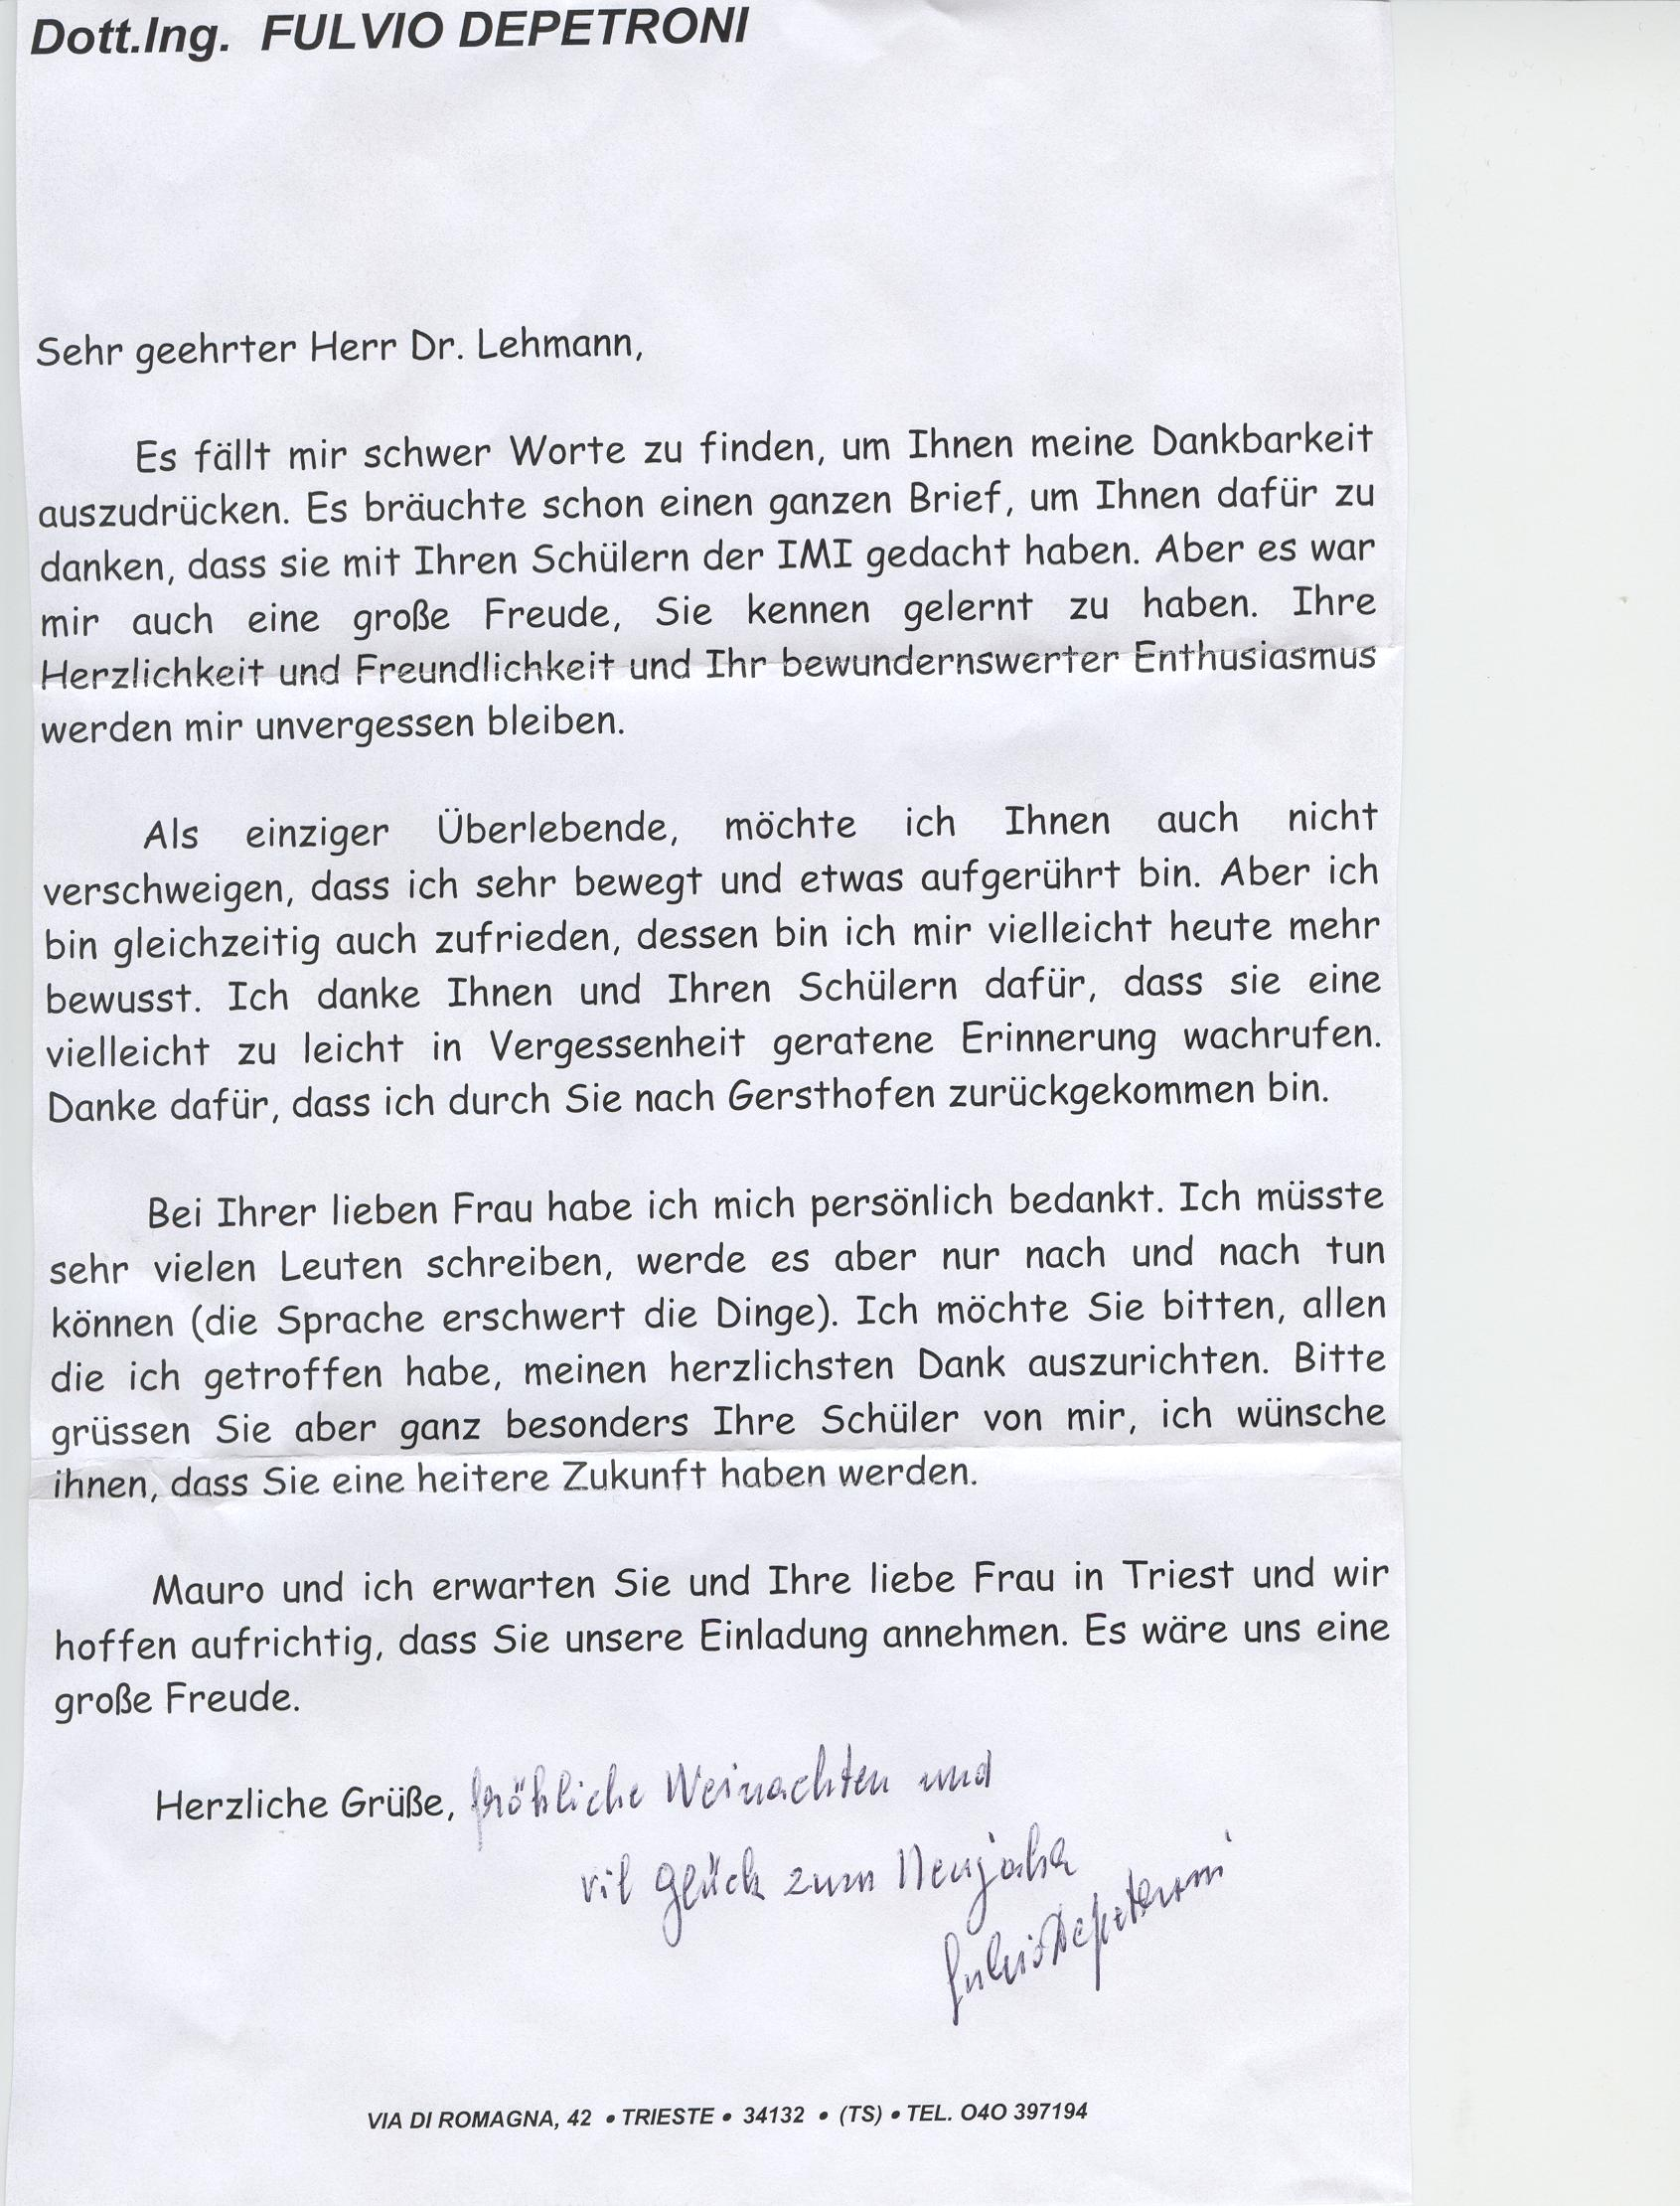 Dott.Ing. FULVIO DEPETRONI
Sehr geehrter Herr Dr. Lehmann,
Es fällt mir schwer Worte zu finden, um Ihnen meine Dankbarkeit
auszudrücken. Es bräuchte schon einen ganzen Brief, um Ihnen dafür zu
danken, dass sie mit Ihren Schülern der IMI gedacht haben. Aber es war
mir auch eine große Freude, Sie kennen gelernt zu haben. Ihre
Herzlichkeit und Freundlichkeit und Ihr bewundernswerter Enthusiasmus
werden mir unvergessen bleiben.
Als einziger Überlebende, möchte ich Ihnen auch nicht
verschweigen, dass ich sehr bewegt und etwas aufgerührt bin. Aber ich
bin gleichzeitig auch zufrieden, dessen bin ich mir vielleicht heute mehr
bewusst. Ich danke Ihnen und Ihren Schülern dafür, dass sie eine
vielleicht zu leicht in Vergessenheit geratene Erinnerung wachrufen.
Danke dafür, dass ich durch Sie nach Gersthofen zurückgekommen bin.
Bei Ihrer lieben Frau habe ich mich persönlich bedankt. Ich müsste
sehr vielen Leuten schreiben, werde es aber nur nach und nach tun
können (die Sprache erschwert die Dinge). Ich möchte Sie bitten, allen
die ich getroffen habe, meinen herzlichsten Dank auszurichten. Bitte
grüssen Sie aber ganz besonders Ihre Schüler von mir, ich wünsche
ihnen, dass Sie eine heitere Zukunft haben werden.
Mauro und ich erwarten Sie und Ihre liebe Frau in Triest und wir
hoffen aufrichtig, dass Sie unsere Einladung annehmen. Es wäre uns eine
große Freude.
Herzliche Grüße, fröhliche Weinachten und
vil glück zum Neujahr
Fulvio Depetroni
VIA DI ROMAGNA, 42 • TRIESTE • 34132 • (TS) • TEL. O4O 397194